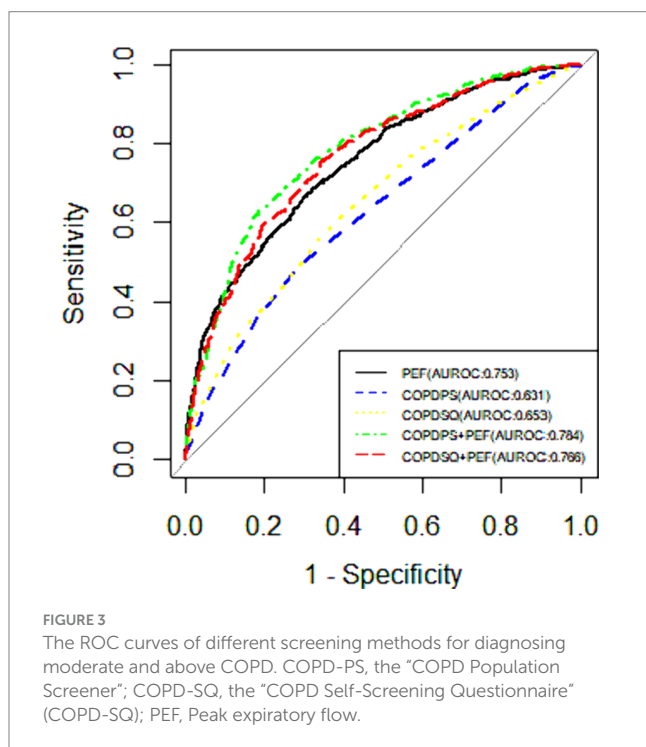 1.0
0.8
0.6
0.4
0.2
0.0
Sensitivity
PEF(AUROC:0.753)
COPDPS(AUROC:0.631)
COPDSQ(AUROC:0.653)
COPDPS+PEF(AUROC:0.784)
COPDSQ+PEF(AUROC:0.766)
0.0 0.2 0.4 0.6 0.8 1.0
1 - Specificity
FIGURE 3
The ROC curves of different screening methods for diagnosing
moderate and above COPD. COPD-PS, the “COPD Population
Screener”; COPD-SQ, the “COPD Self-Screening Questionnaire”
(COPD-SQ); PEF, Peak expiratory flow.